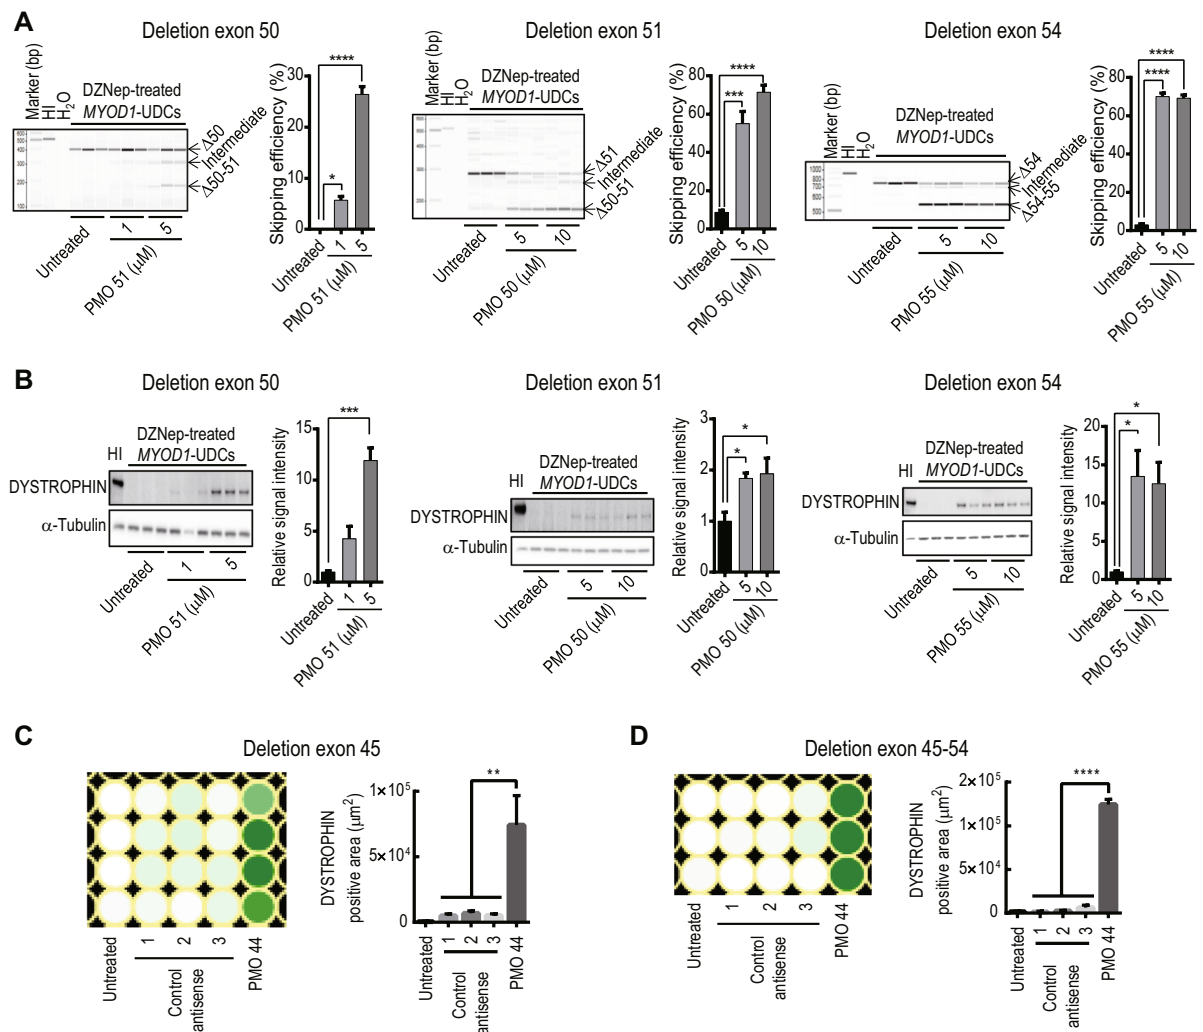 A
Deletion exon 50
Marker (bp)
HI
H2O
DZNep-treated
MYOD1-UDCs
600
500
400
300
200
100
Δ50
Intermediate
Δ50-51
Untreated
1
5
PMO 51 (μM)
Skipping efficiency (%)
30
20
10
0
*
****
Untreated
1
5
PMO 51 (μM)
Deletion exon 51
Marker (bp)
HI
H2O
DZNep-treated
MYOD1-UDCs
Δ51
Intermediate
Δ50-51
Untreated
5
10
PMO 50 (μM)
Skipping efficiency (%)
80
60
40
20
0
***
****
Untreated
5
10
PMO 50 (μM)
Deletion exon 54
Marker (bp)
HI
H2O
DZNep-treated
MYOD1-UDCs
1000
700
500
Δ54
Intermediate
Δ54-55
Untreated
5
10
PMO 55 (μM)
Skipping efficiency (%)
80
60
40
20
0
****
****
Untreated
5
10
PMO 55 (μM)
B
Deletion exon 50
HI
DZNep-treated
MYOD1-UDCs
DYSTROPHIN
α-Tubulin
Untreated
1
5
PMO 51 (μM)
Relative signal intensity
15
10
5
0
***
Untreated
1
5
PMO 51 (μM)
Deletion exon 51
HI
DZNep-treated
MYOD1-UDCs
DYSTROPHIN
α-Tubulin
Untreated
5
10
PMO 50 (μM)
Relative signal intensity
3
2
1
0
*
*
Untreated
5
10
PMO 50 (μM)
Deletion exon 54
HI
DZNep-treated
MYOD1-UDCs
DYSTROPHIN
α-Tubulin
Untreated
5
10
PMO 55 (μM)
Relative signal intensity
20
15
10
5
0
*
*
Untreated
5
10
PMO 55 (μM)
C
Deletion exon 45
Untreated
1
2
3
Control
antisense
PMO 44
DYSTROPHIN
positive area (μm2)
1×10^5
5×10^4
0
**
Untreated
1
2
3
Control
antisense
PMO 44
D
Deletion exon 45-54
Untreated
1
2
3
Control
antisense
PMO 44
DYSTROPHIN
positive area (μm2)
2×10^5
1×10^5
5×10^4
0
****
Untreated
1
2
3
Control
antisense
PMO 44